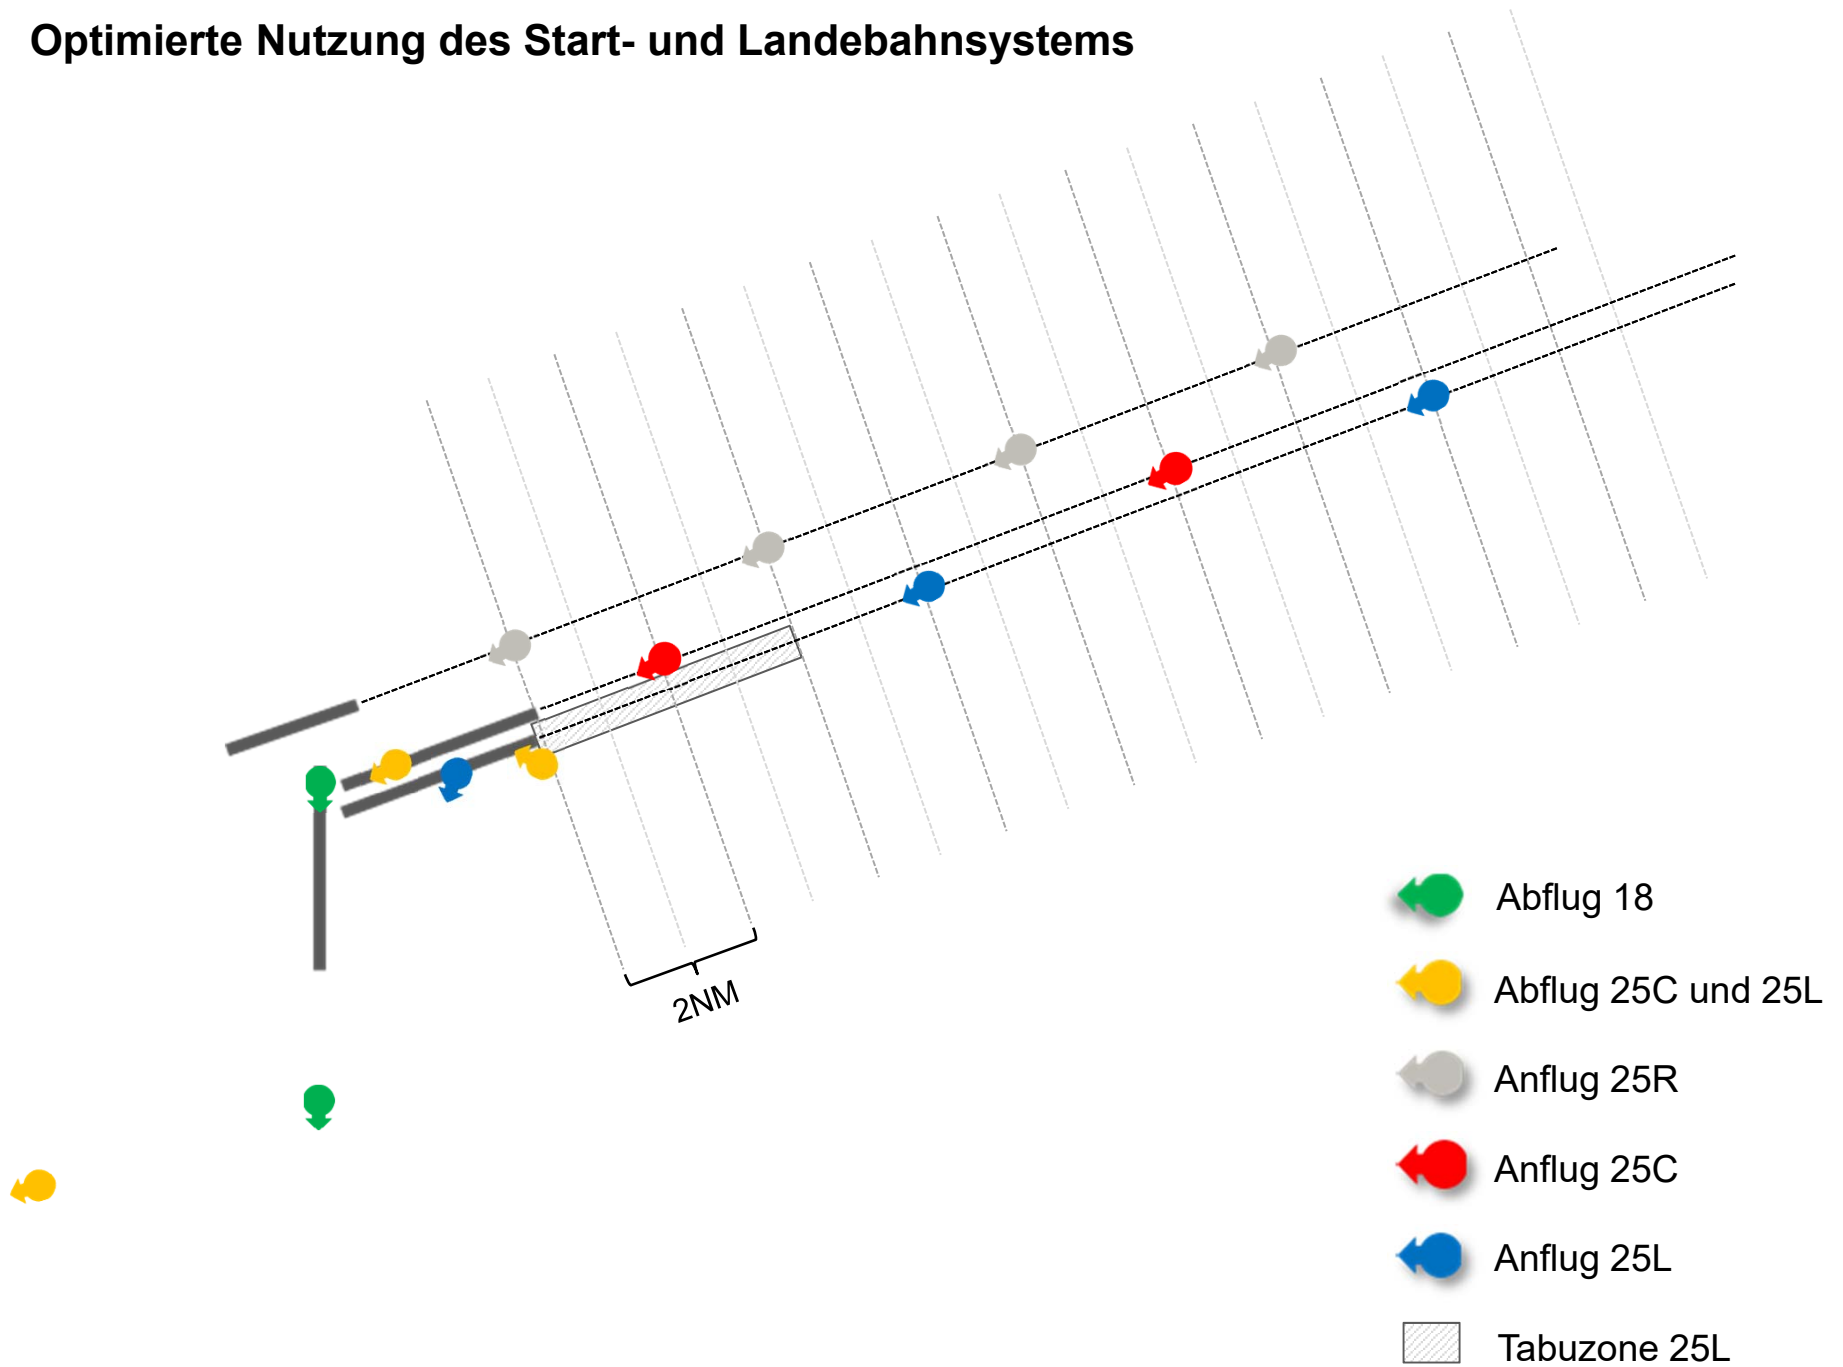 Optimierte Nutzung des Start- und Landebahnsystems
2NM
Abflug 18
Abflug 25C und 25L
Anflug 25R
Anflug 25C
Anflug 25L
Tabuzone 25L